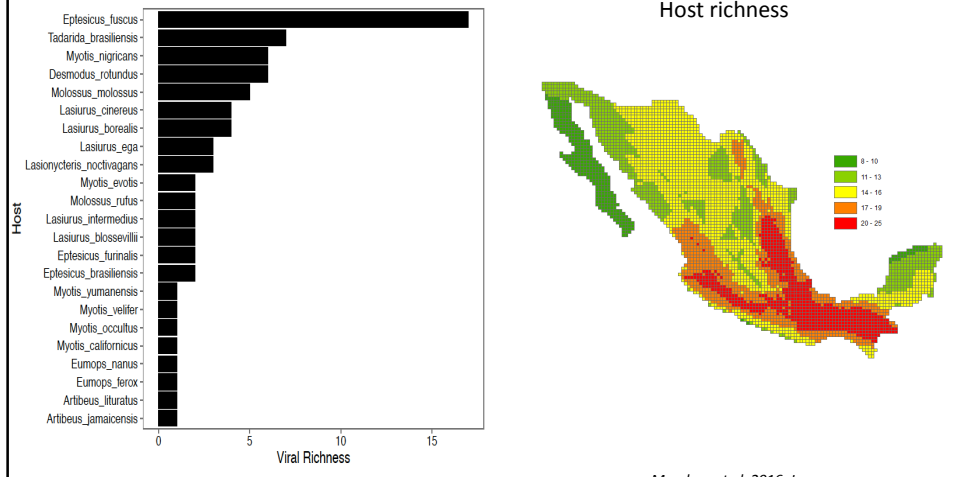 Host richness
Eptesicus_fuscus
Tadarida_brasiliensis
Myotis_nigricans
Desmodus_rotundus
Molossus_molossus
Lasiurus_cinereus
Lasiurus_borealis
Lasiurus_ega
Lasionycteris_noctivagans
Myotis_evotis
Molossus_rufus
Lasiurus_intermedius
Lasiurus_blossevillii
Eptesicus_furinalis
Eptesicus_brasiliensis
Myotis_yumanensis
Myotis_velifer
Myotis_occultus
Myotis_californicus
Eumops_nanus
Eumops_ferox
Artibeus_lituratus
Artibeus_jamaicensis
Host
0 5 10 15
Viral Richness
8 - 10
11 - 13
14 - 16
17 - 19
20 - 25